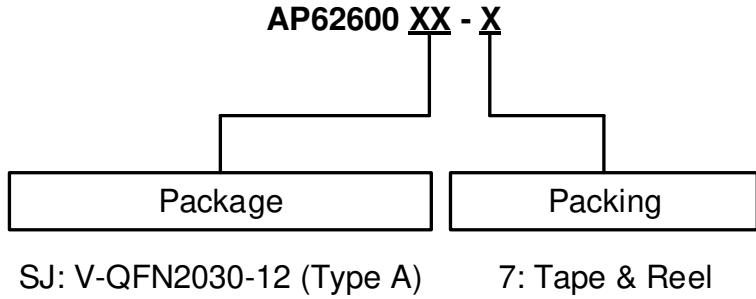 AP62600 XX - X
Package
Packing
SJ: V-QFN2030-12 (Type A)
7: Tape & Reel